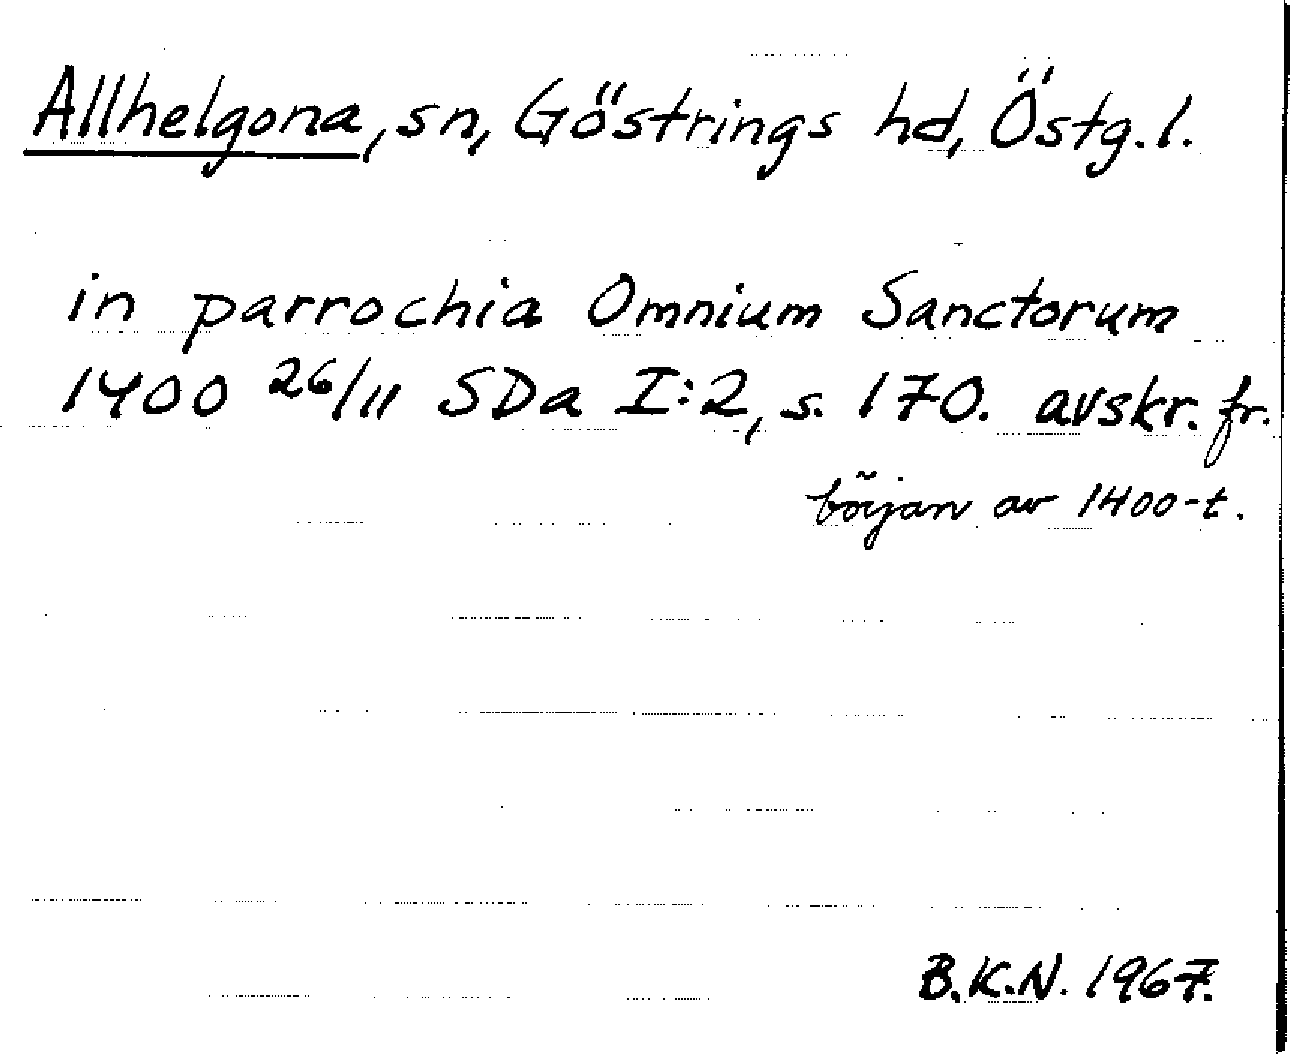 Allhelgona, sn, Göstrings hd, Östg.l.
in parrochia Omnium Sanctorum
1400 26/11 SDa I:2, s. 170. avskr. fr.
början av 1400-t.
B.K.N. 1967.